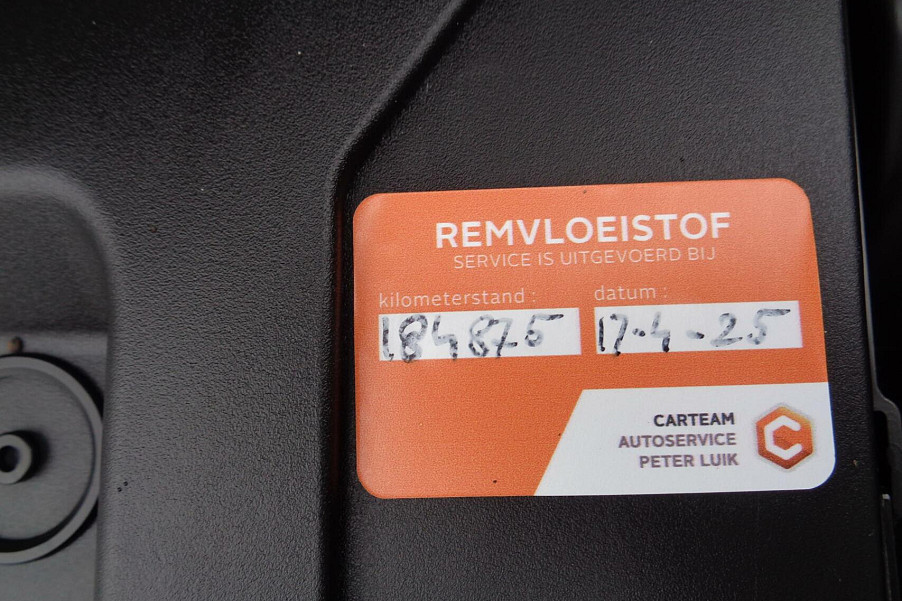 REMVLOEISTOF
SERVICE IS UITGEVOERD BIJ
kilometerstand : datum :
184875 17-4-25
CARTEAM
AUTOSERVICE
PETER LUIK